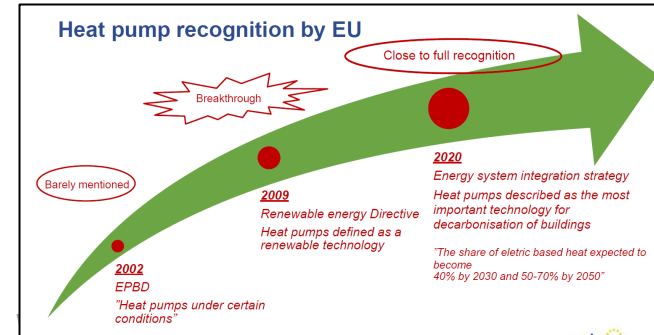 Heat pump recognition by EU
Close to full recognition
Breakthrough
Barely mentioned
2002
EPBD
"Heat pumps under certain
conditions"
2009
Renewable energy Directive
Heat pumps defined as a
renewable technology
2020
Energy system integration strategy
Heat pumps described as the most
important technology for
decarbonisation of buildings
"The share of eletric based heat expected to
become
40% by 2030 and 50-70% by 2050"